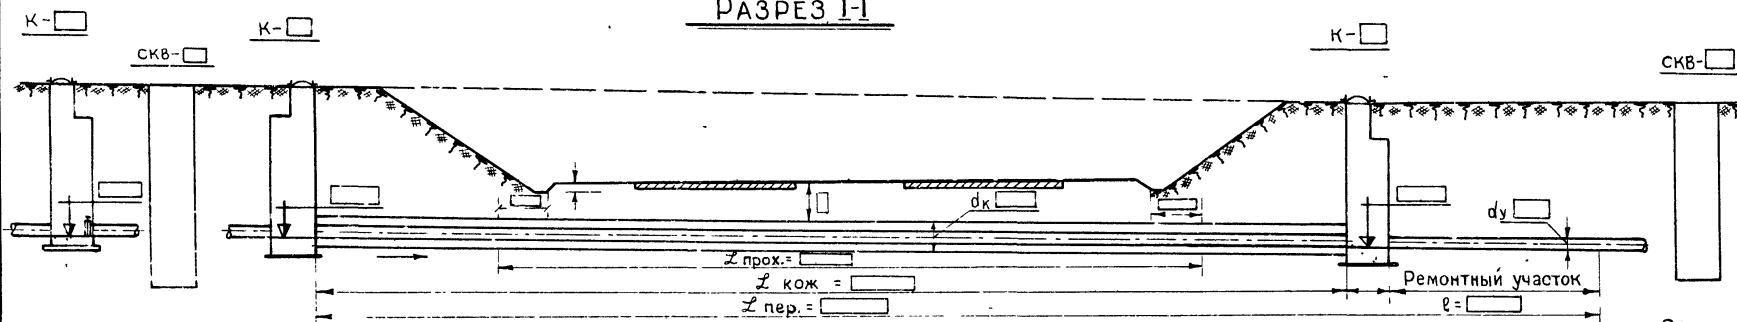 РАЗРЕЗ I-I
К-
СКВ-
К-
К-
СКВ-
dк
dу
L прох.=
L кож =
L пер.=
Ремонтный участок
ℓ=